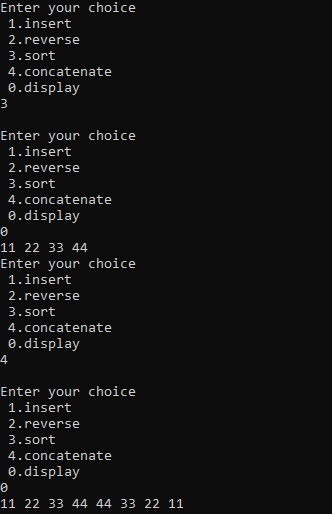 Enter your choice
1.insert
2.reverse
3.sort
4.concatenate
0.display
3
Enter your choice
1.insert
2.reverse
3.sort
4.concatenate
0.display
0
11 22 33 44
Enter your choice
1.insert
2.reverse
3.sort
4.concatenate
0.display
4
Enter your choice
1.insert
2.reverse
3.sort
4.concatenate
0.display
0
11 22 33 44 44 33 22 11